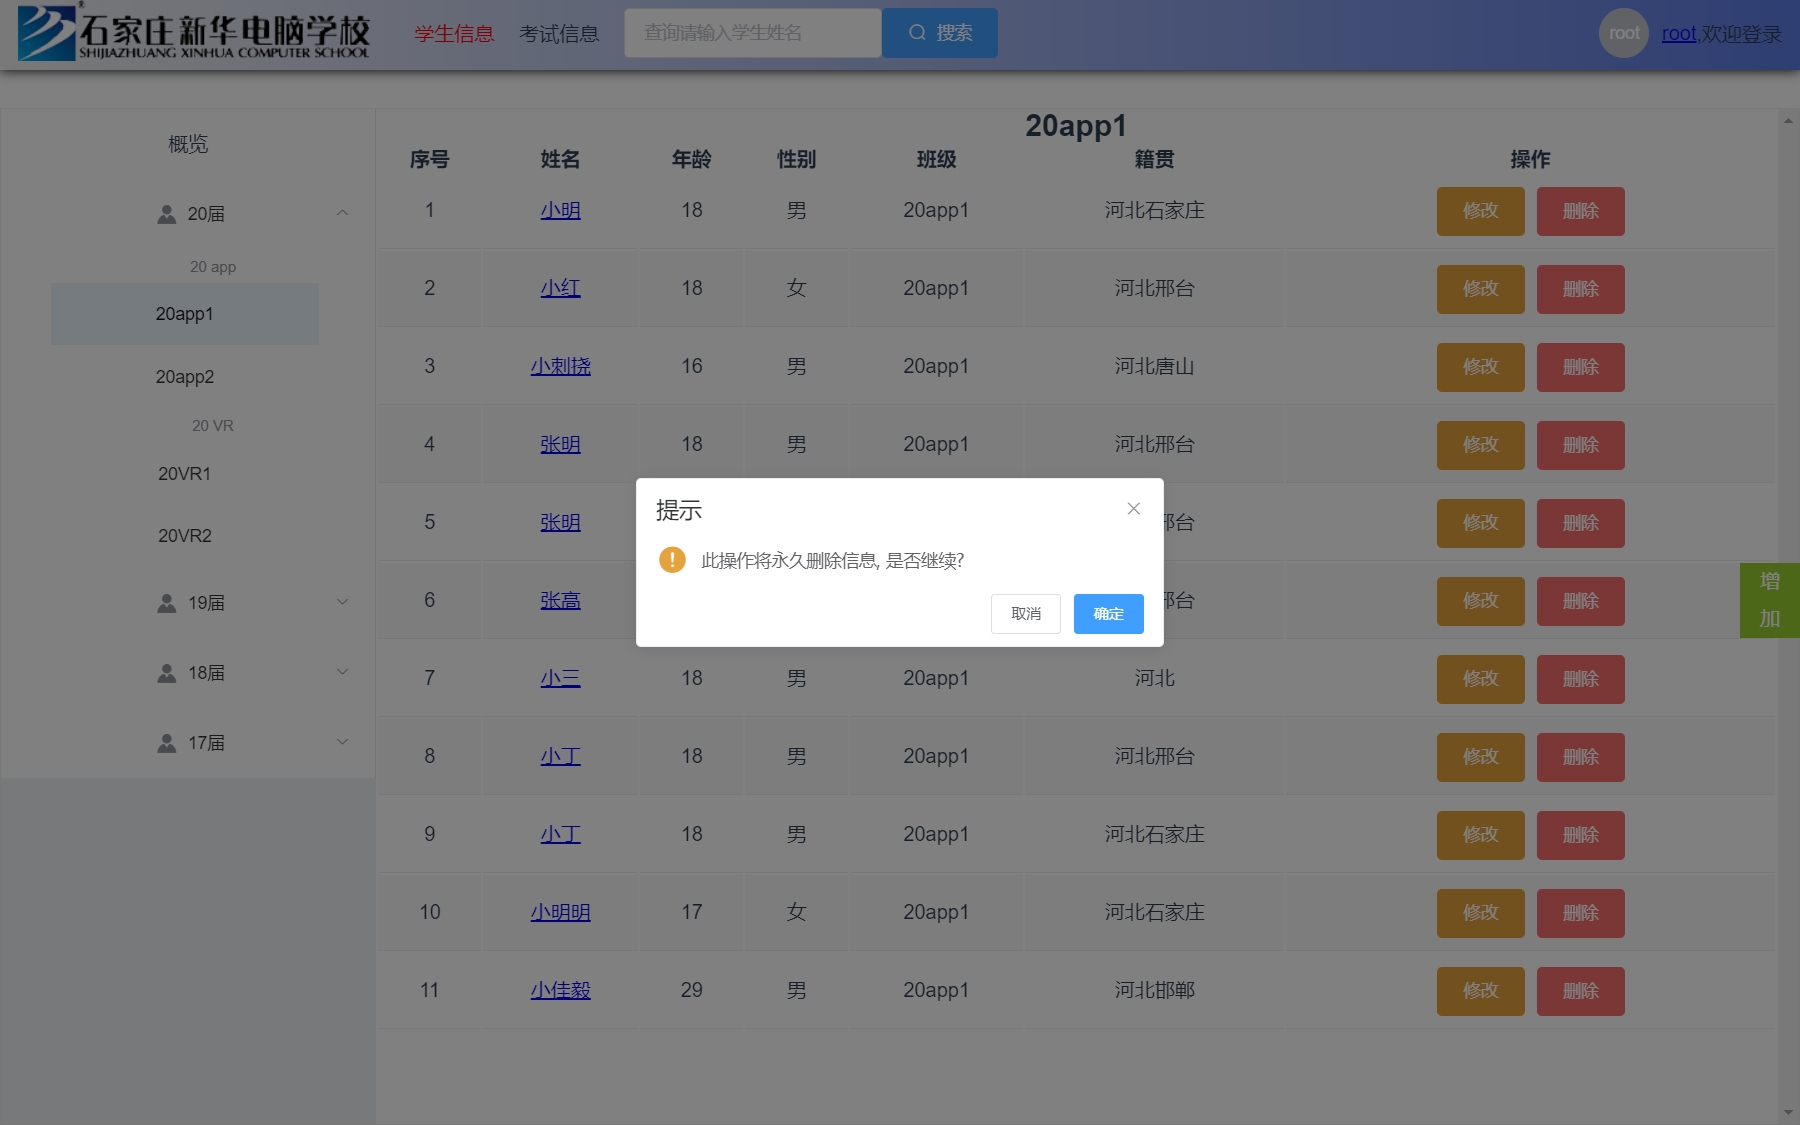 石家庄新华电脑学校
SHIJIAZHUANG XINHUA COMPUTER SCHOOL
学生信息 考试信息 查询请输入学生姓名 搜索 root root,欢迎登录
概览
20届
20 app
20app1
20app2
20 VR
20VR1
20VR2
19届
18届
17届
20app1
序号 姓名 年龄 性别 班级 籍贯 操作
1 小明 18 男 20app1 河北石家庄 修改 删除
2 小红 18 女 20app1 河北邢台 修改 删除
3 小刺挠 16 男 20app1 河北唐山 修改 删除
4 张明 18 男 20app1 河北邢台 修改 删除
5 张明 邢台 修改 删除
6 张高 邢台 修改 删除
7 小三 18 男 20app1 河北 修改 删除
8 小丁 18 男 20app1 河北邢台 修改 删除
9 小丁 18 男 20app1 河北石家庄 修改 删除
10 小明明 17 女 20app1 河北石家庄 修改 删除
11 小佳毅 29 男 20app1 河北邯郸 修改 删除
提示
此操作将永久删除信息, 是否继续?
取消 确定
增
加